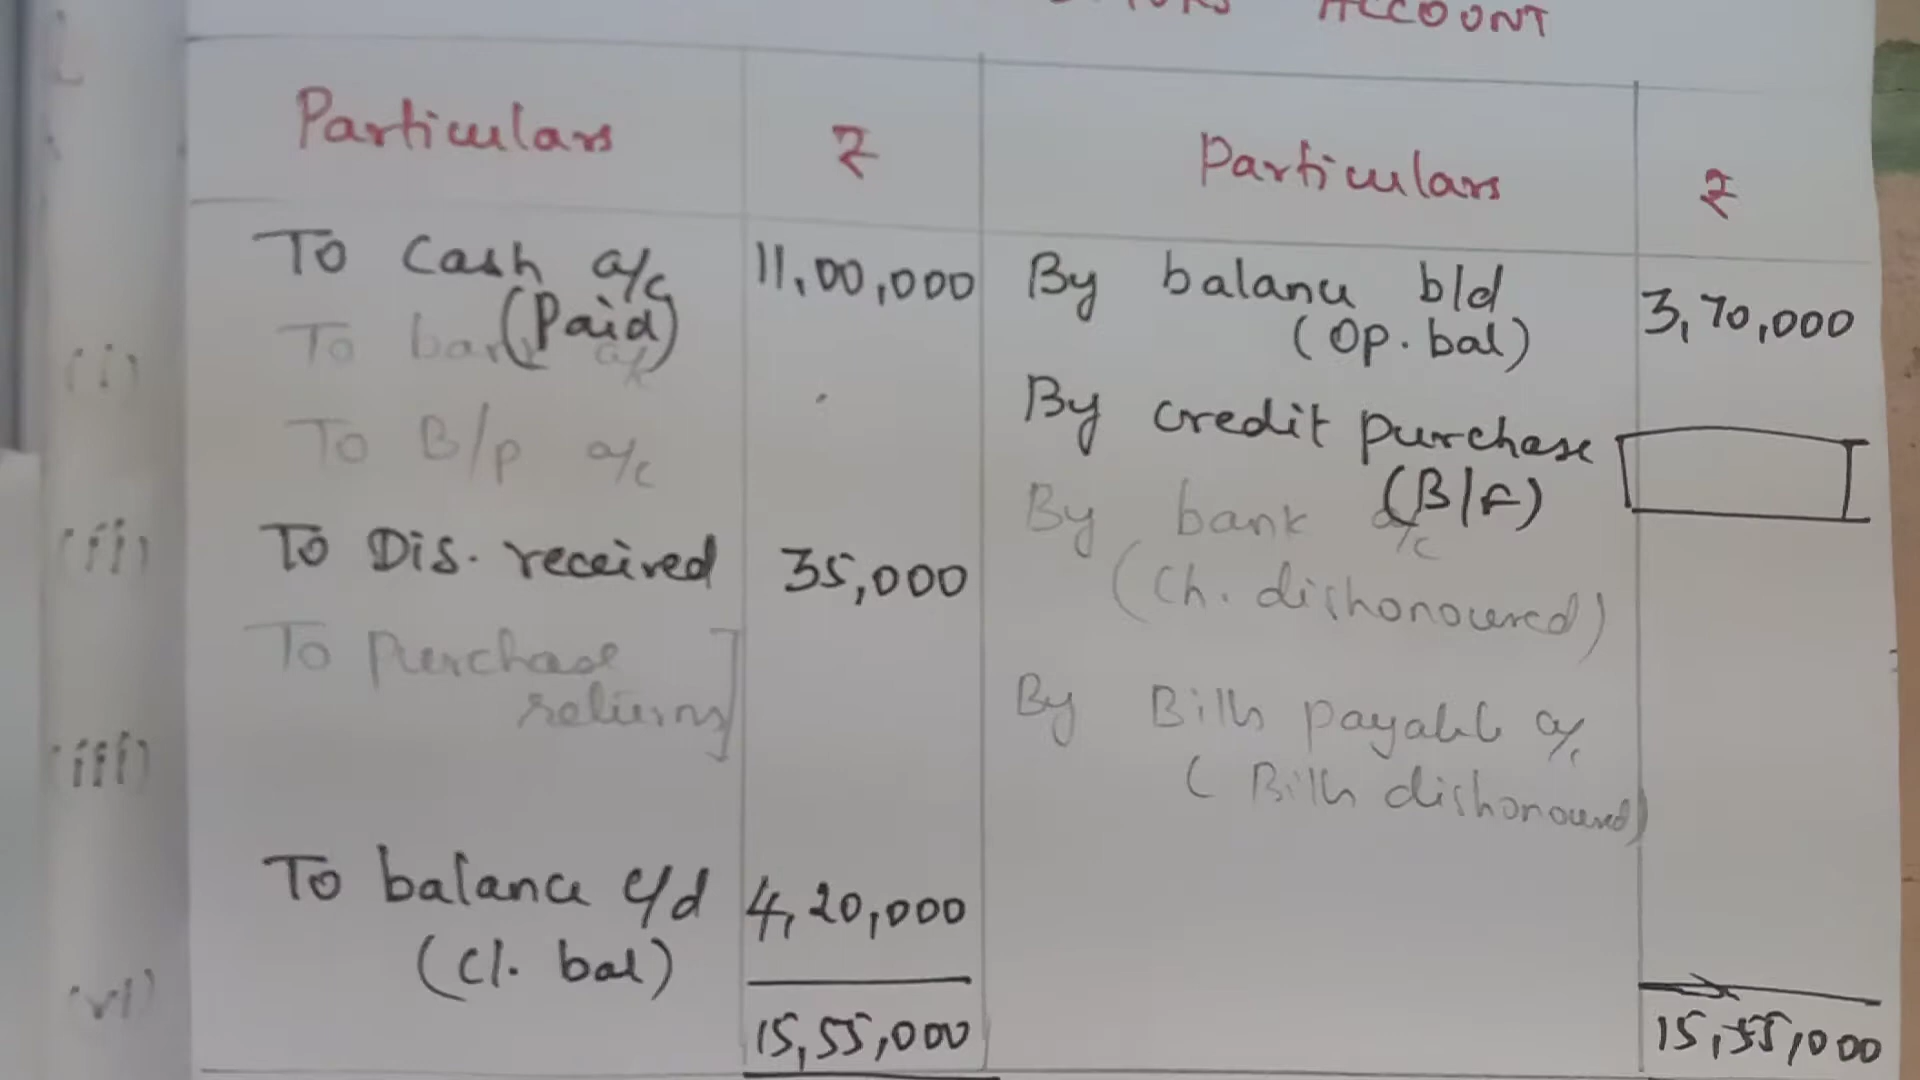 ACCOUNT
Particulars ₹ Particulars ₹
To Cash a/c 11,00,000 By balance b/d 3,70,000
(Paid) (Op. bal)
To bank a/c
(i)
By credit purchase
To B/p a/c (B/F)
By bank a/c
(ii) To Dis. received 35,000
(Ch. dishonoured)
To purchase
returns
By Bills payable a/c
(iii)
(Bills dishonoured)
To balance c/d 4,20,000
(Cl. bal)
(vi)
15,55,000 15,55,000